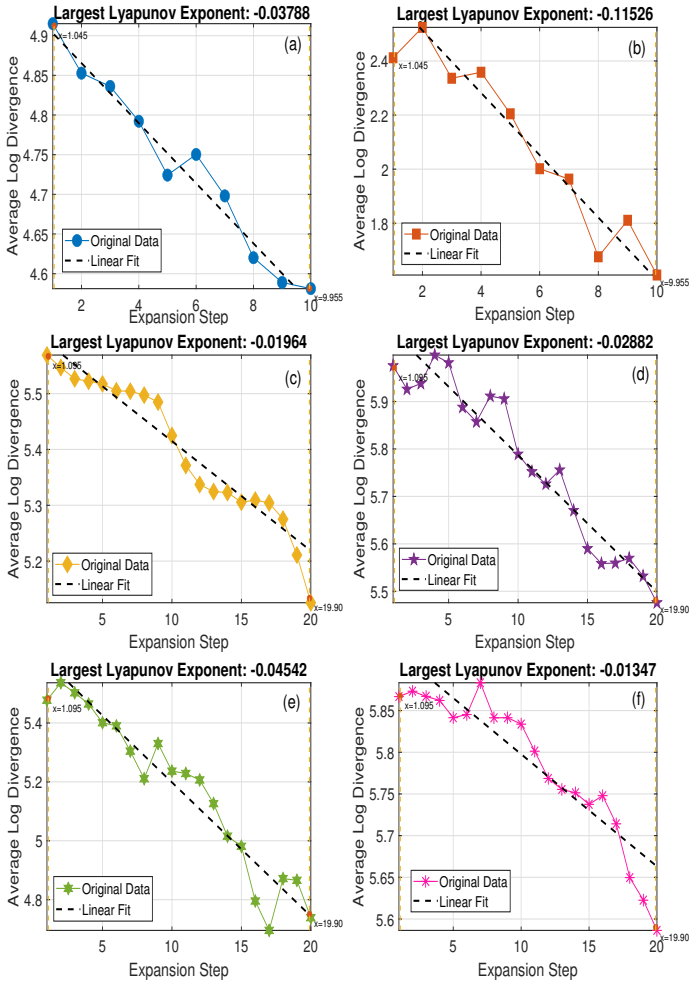 Largest Lyapunov Exponent: -0.03788
(a)
x=1.045
4.9
4.85
4.8
4.75
4.7
4.65
4.6
Average Log Divergence
Original Data
Linear Fit
2 4 6 8 10
x=9.955
Expansion Step
Largest Lyapunov Exponent: -0.11526
(b)
x=1.045
2.4
2.2
2
1.8
Average Log Divergence
Original Data
Linear Fit
2 4 6 8 10
x=9.955
Expansion Step
Largest Lyapunov Exponent: -0.01964
(c)
x=1.095
5.5
5.4
5.3
5.2
Average Log Divergence
Original Data
Linear Fit
5 10 15 20
x=19.90
Expansion Step
Largest Lyapunov Exponent: -0.02882
(d)
x=1.095
5.9
5.8
5.7
5.6
5.5
Average Log Divergence
Original Data
Linear Fit
5 10 15 20
x=19.90
Expansion Step
Largest Lyapunov Exponent: -0.04542
(e)
x=1.095
5.4
5.2
5
4.8
Average Log Divergence
Original Data
Linear Fit
5 10 15 20
x=19.90
Expansion Step
Largest Lyapunov Exponent: -0.01347
(f)
x=1.095
5.85
5.8
5.75
5.7
5.65
5.6
Average Log Divergence
Original Data
Linear Fit
5 10 15 20
x=19.90
Expansion Step